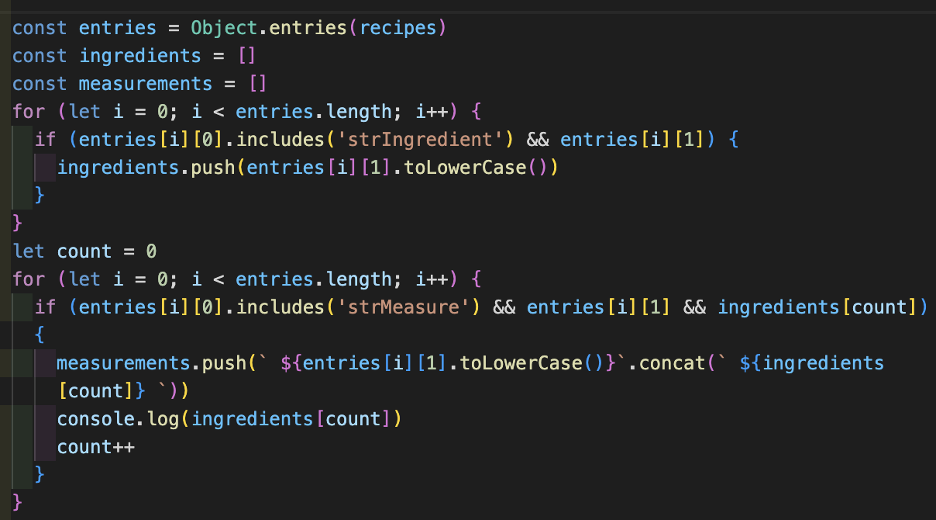 const entries = Object.entries(recipes)
const ingredients = []
const measurements = []
for (let i = 0; i < entries.length; i++) {
if (entries[i][0].includes('strIngredient') && entries[i][1]) {
ingredients.push(entries[i][1].toLowerCase())
}
}
let count = 0
for (let i = 0; i < entries.length; i++) {
if (entries[i][0].includes('strMeasure') && entries[i][1] && ingredients[count])
{
measurements.push(` ${entries[i][1].toLowerCase()}`.concat(` ${ingredients
[count]} `))
console.log(ingredients[count])
count++
}
}